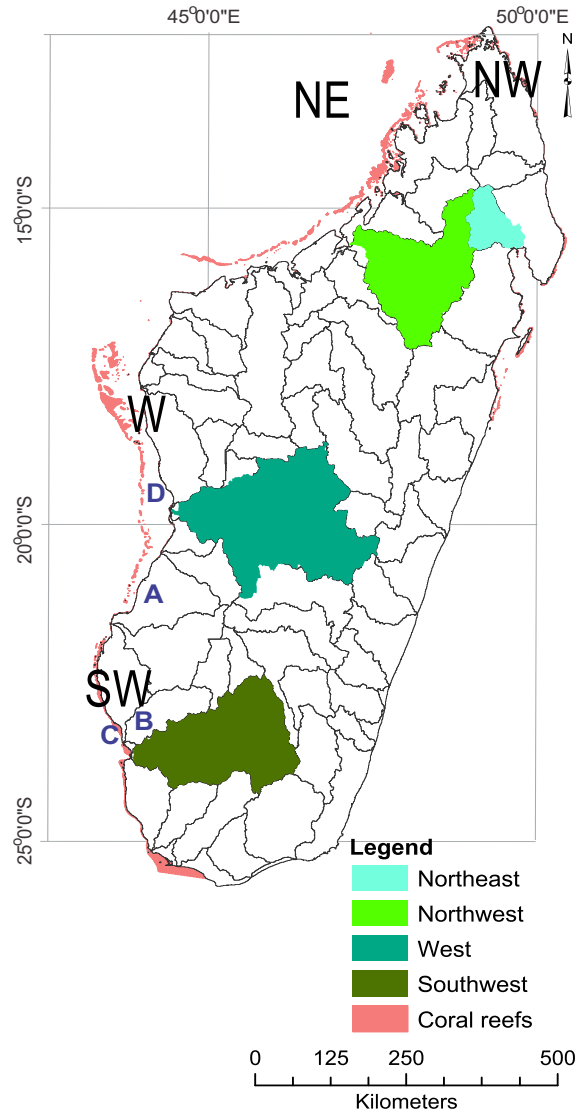 45°0'0"E 50°0'0"E
N
NE NW
15°0'0"S
W
D
20°0'0"S
A
SW
B
C
25°0'0"S
Legend
Northeast
Northwest
West
Southwest
Coral reefs
0 125 250 500
Kilometers